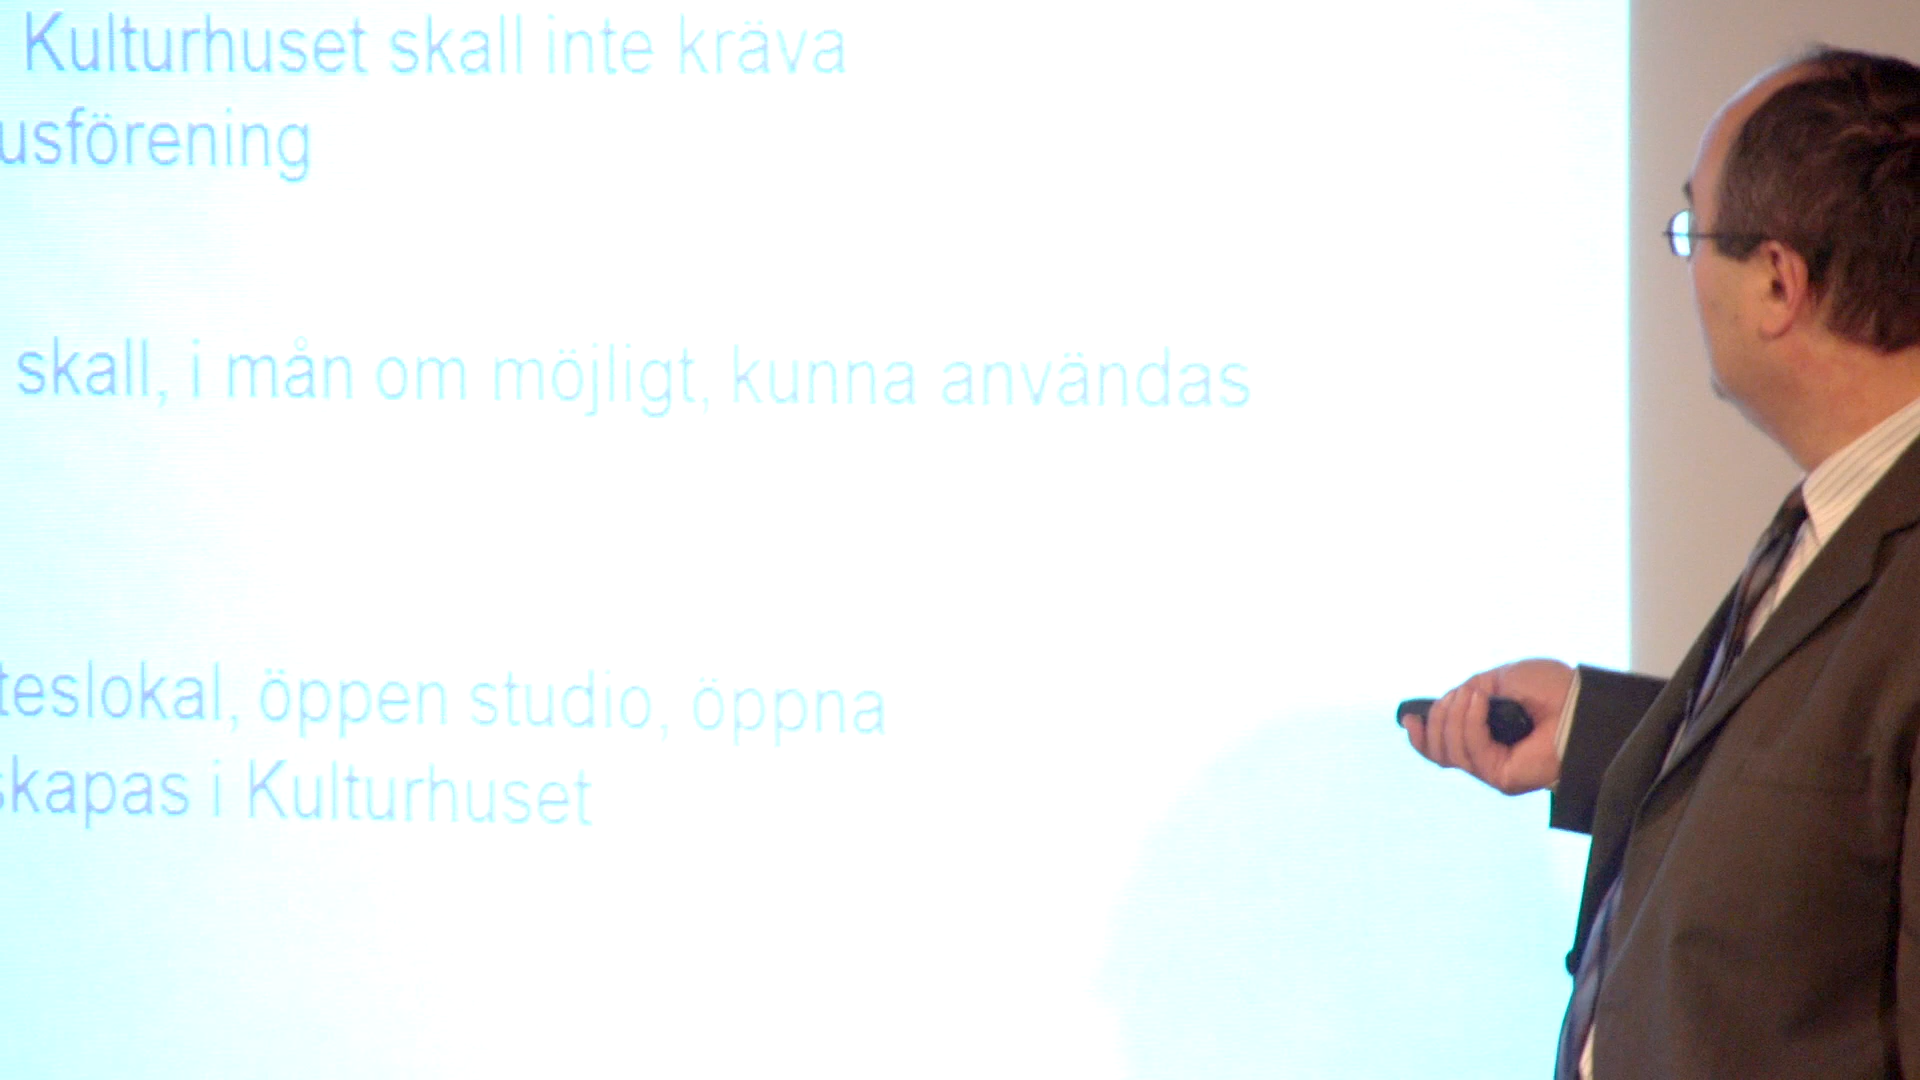 Kulturhuset skall inte kräva
usförening
skall, i mån om möjligt, kunna användas
teslokal, öppen studio, öppna
skapas i Kulturhuset